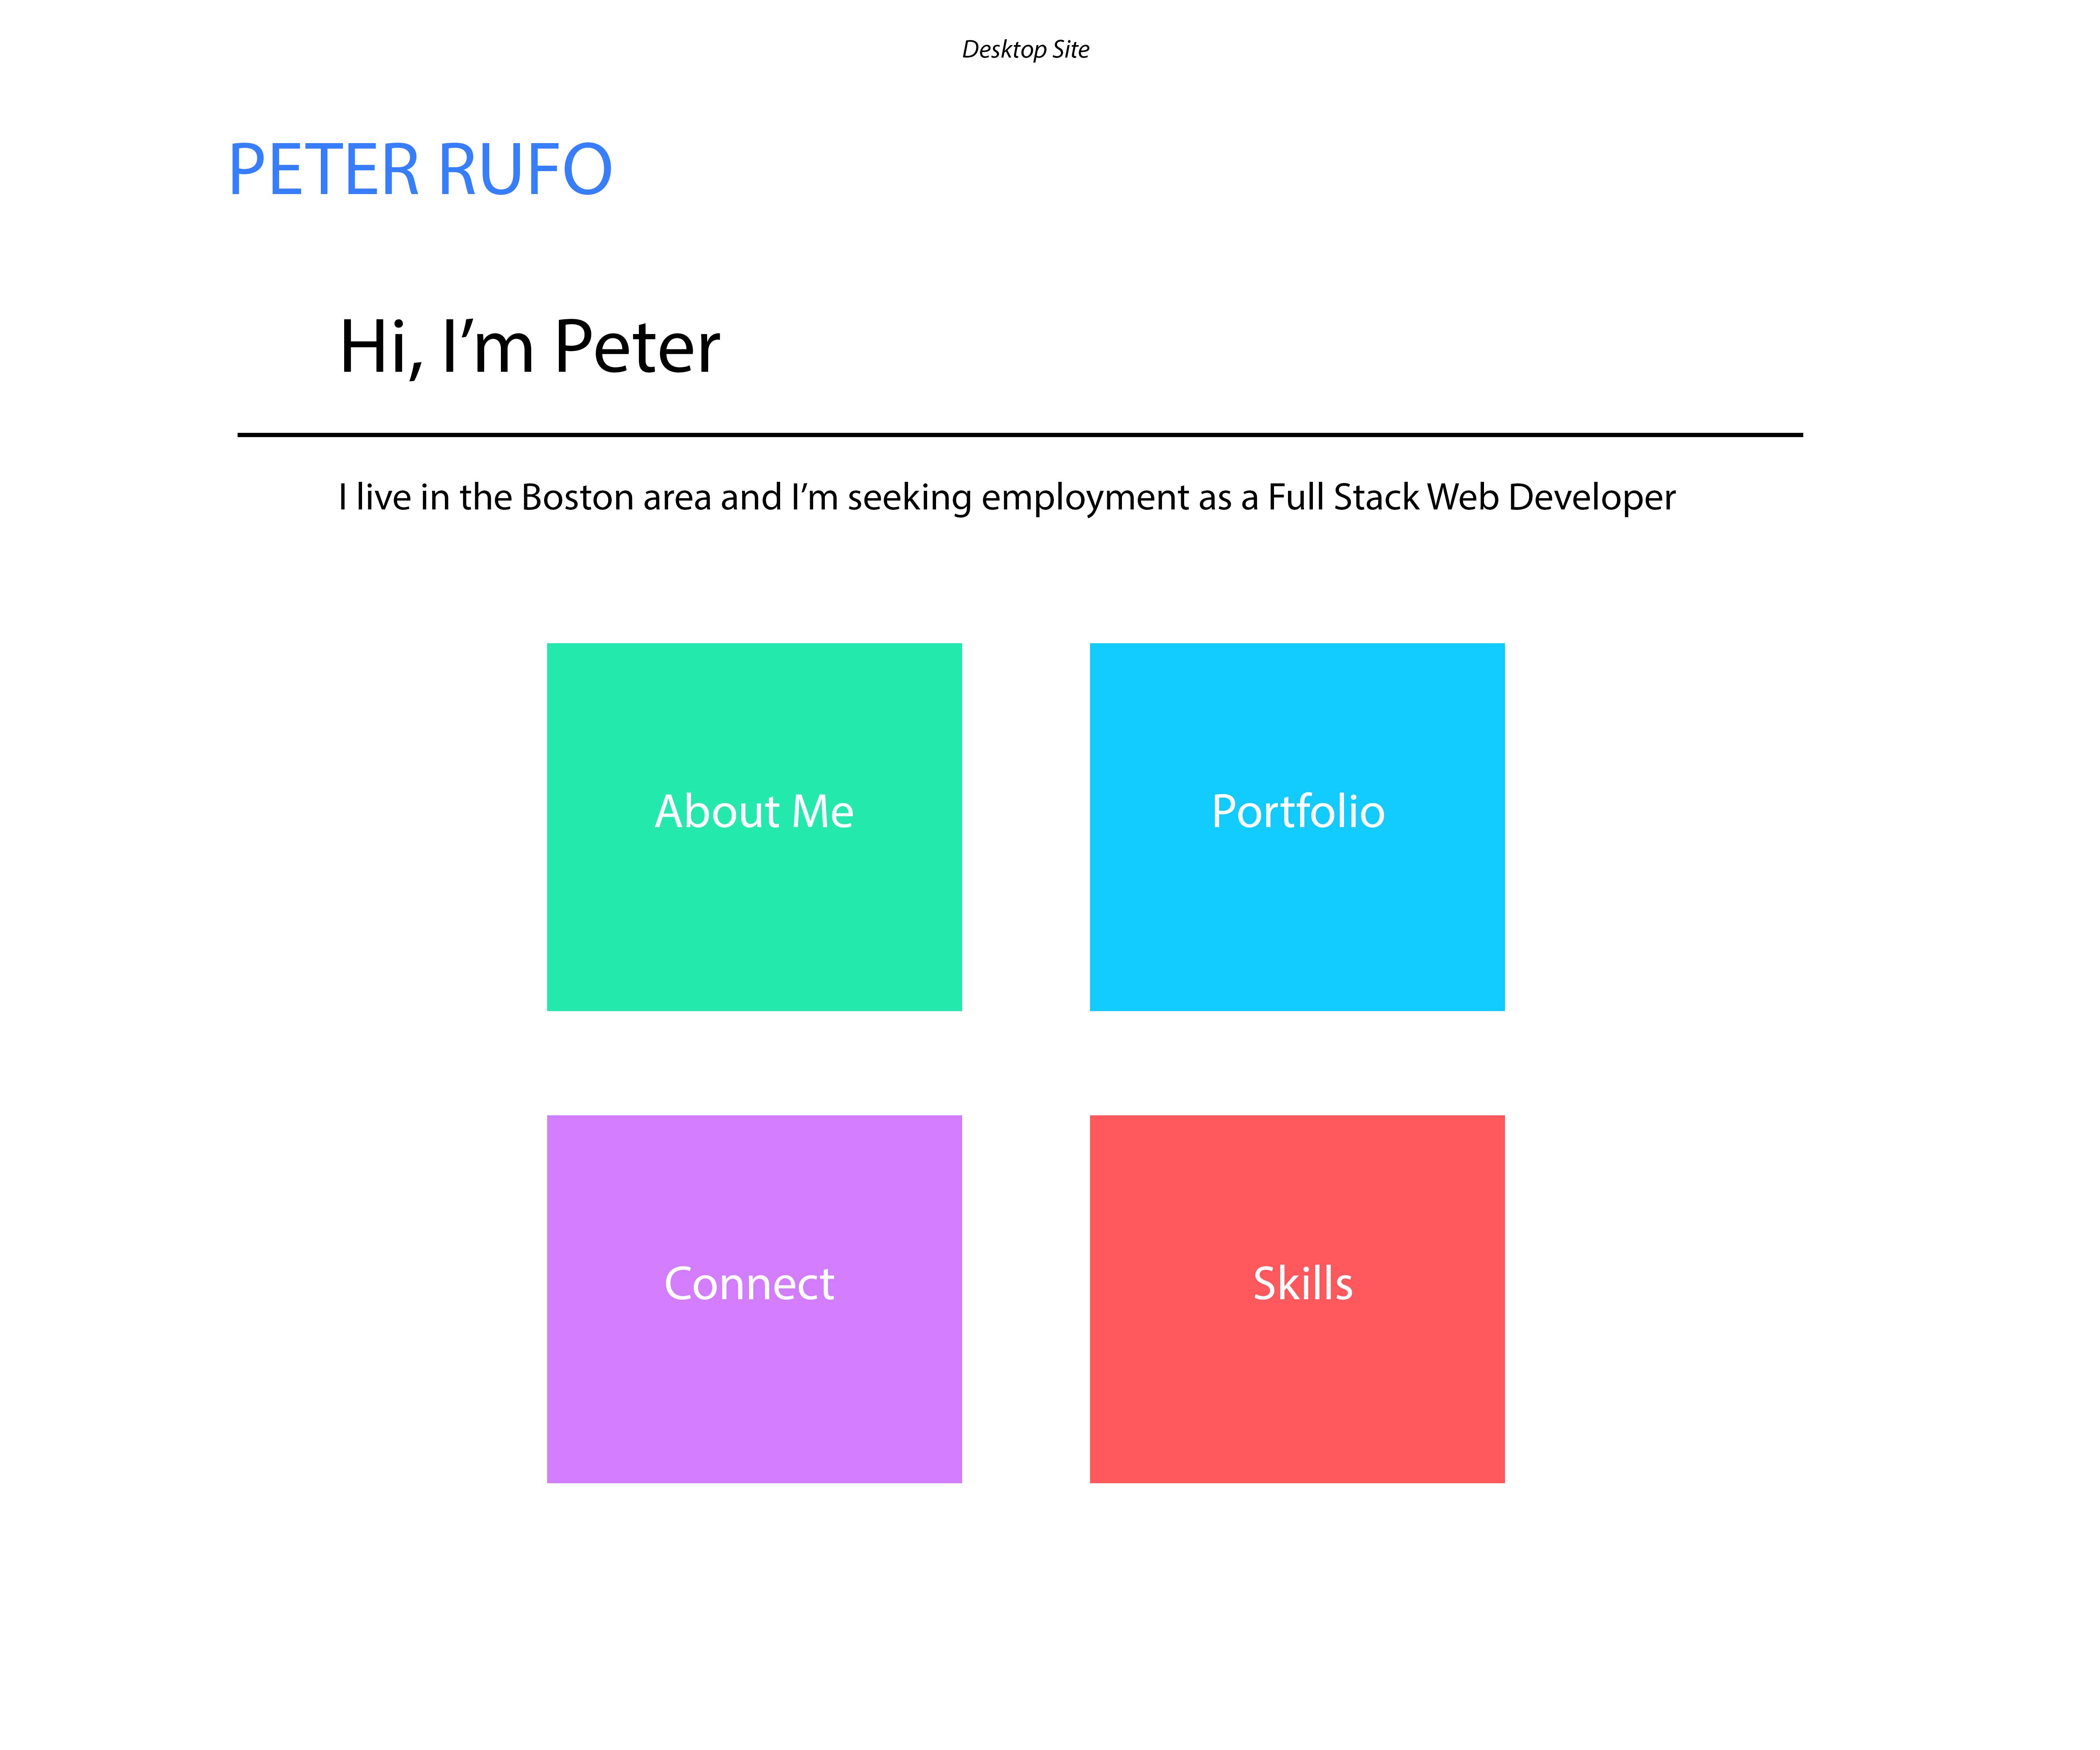 Desktop Site
PETER RUFO
Hi, I’m Peter
I live in the Boston area and I’m seeking employment as a Full Stack Web Developer
About Me
Portfolio
Connect
Skills